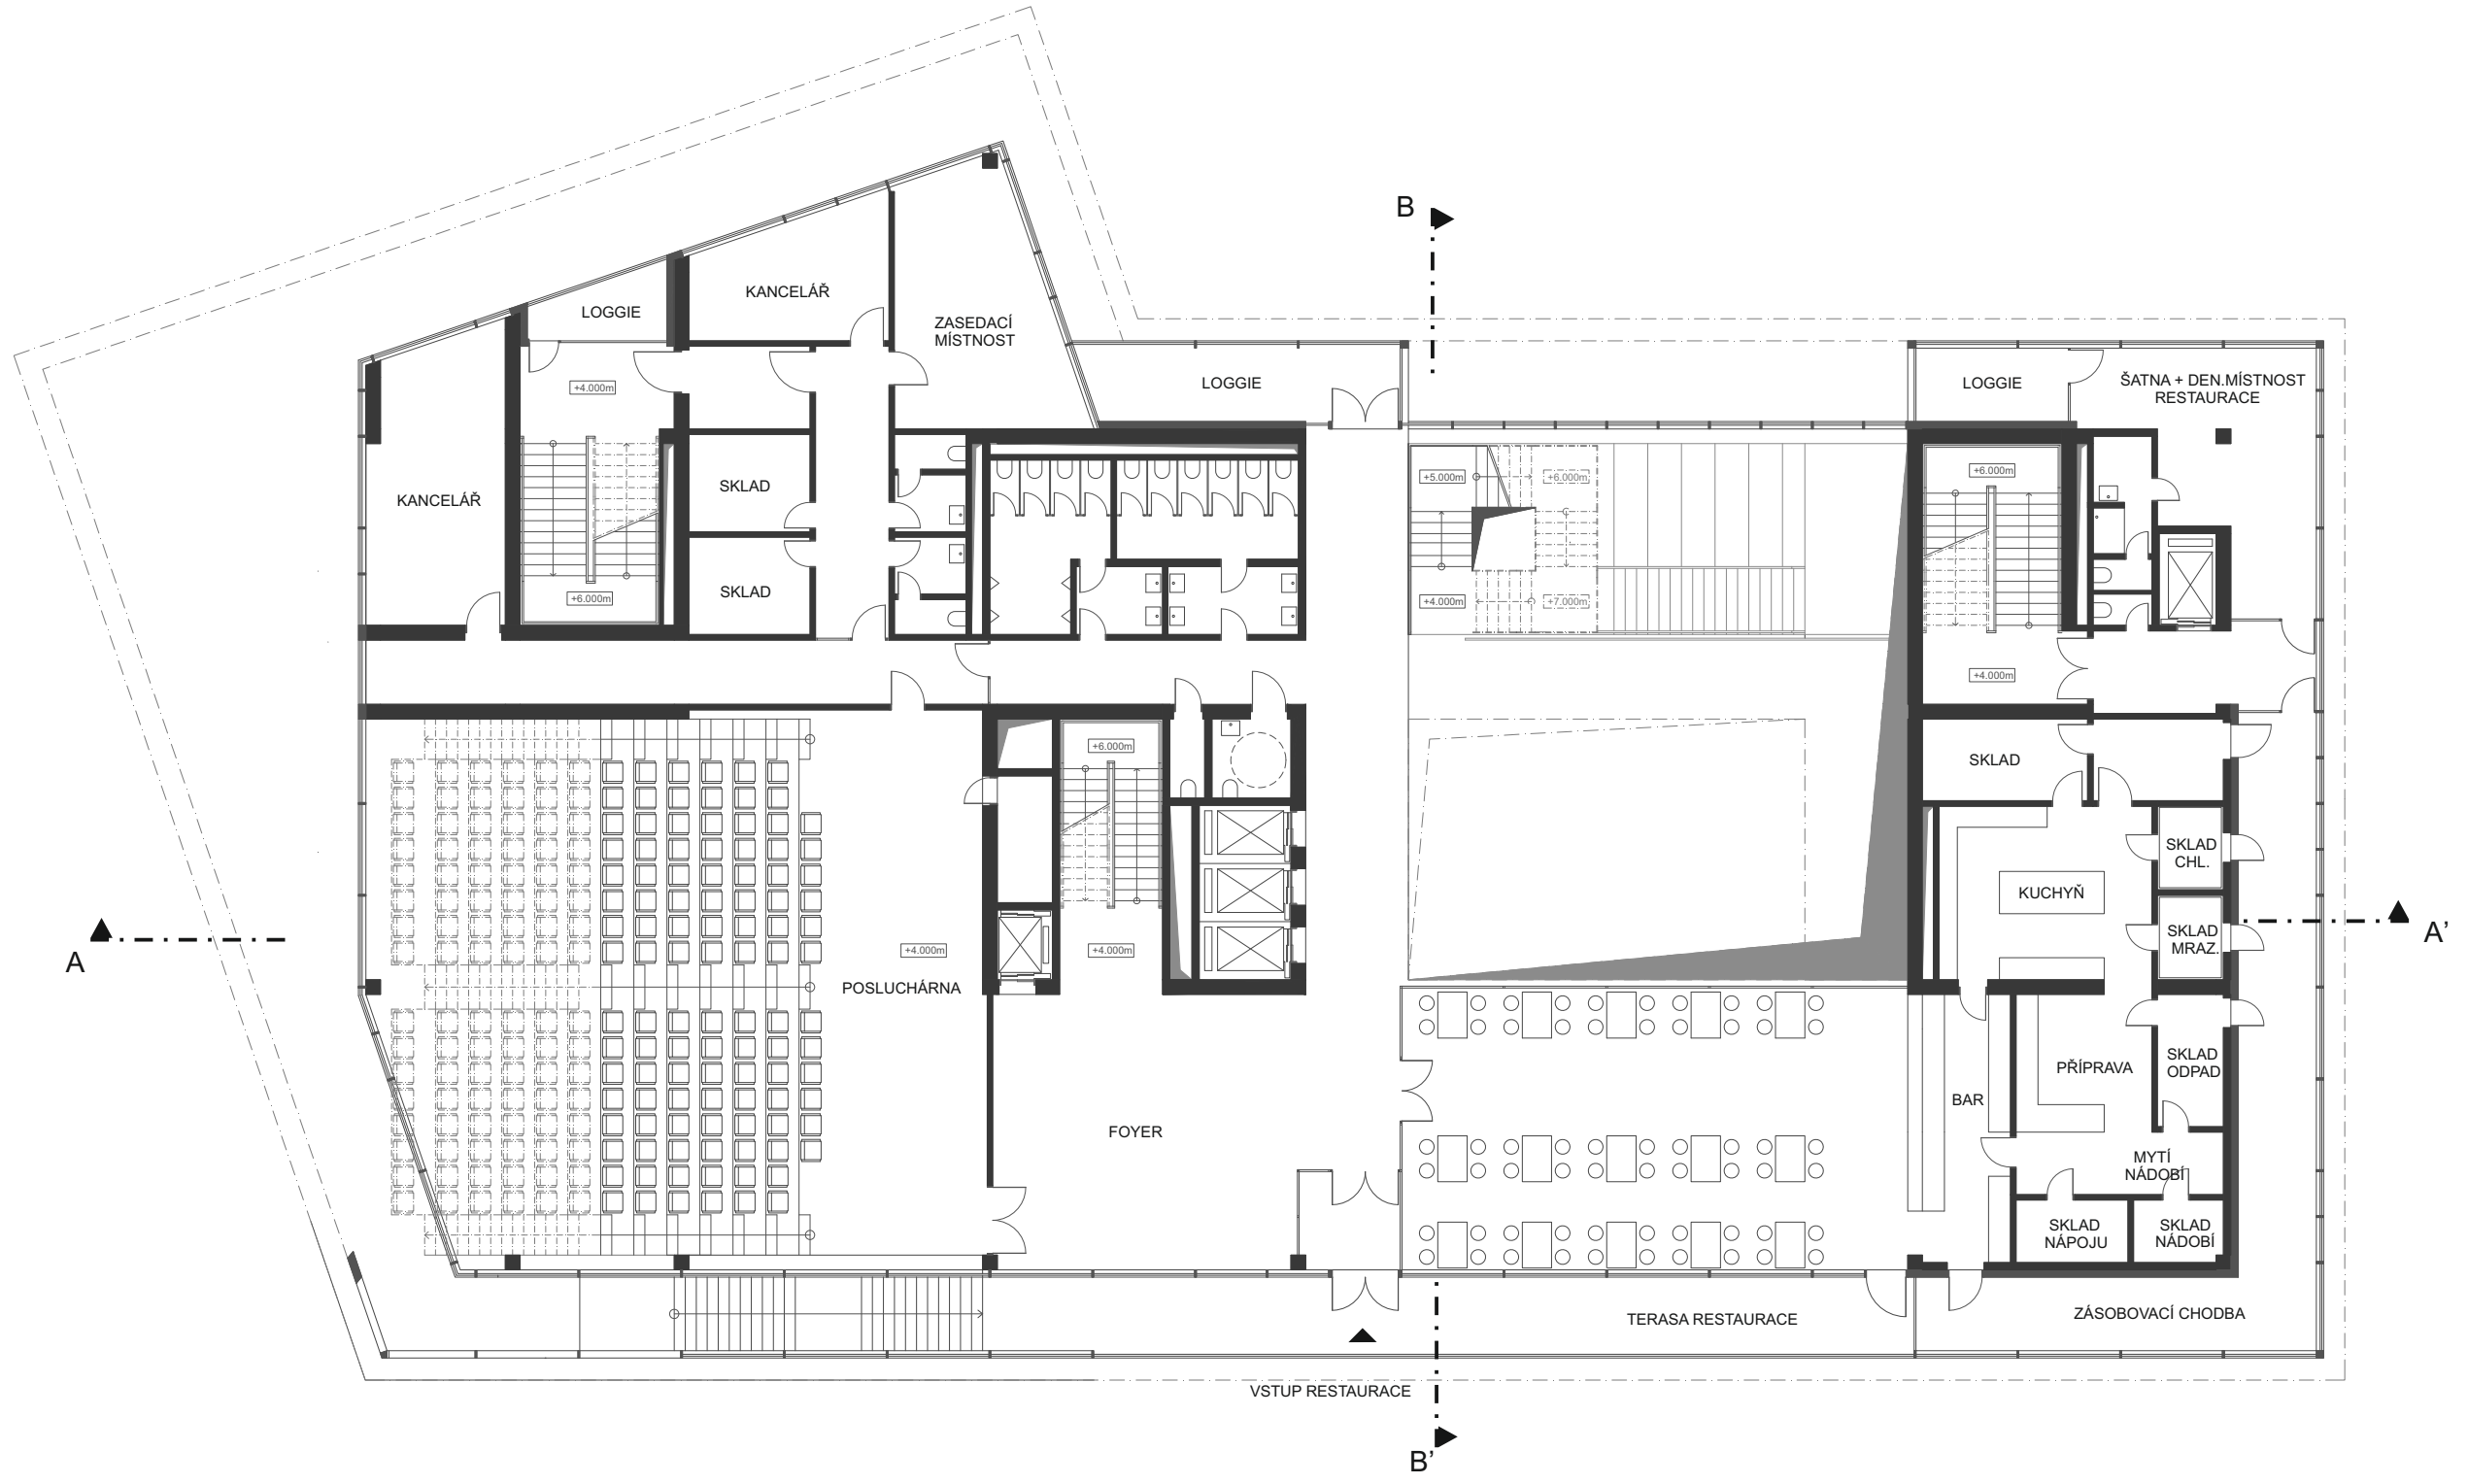 B
KANCELÁŘ
LOGGIE
ZASEDACÍ
MÍSTNOST
LOGGIE
LOGGIE
ŠATNA + DEN.MÍSTNOST
RESTAURACE
+4.000m
SKLAD
KANCELÁŘ
+5.000m
+6.000m
+6.000m
SKLAD
+6.000m
+4.000m
+7.000m
+4.000m
+6.000m
SKLAD
SKLAD
CHL.
KUCHYŇ
SKLAD
MRAZ.
A
+4.000m
+4.000m
A’
POSLUCHÁRNA
SKLAD
ODPAD
PŘÍPRAVA
BAR
FOYER
MYTÍ
NÁDOBÍ
SKLAD
NÁPOJU
SKLAD
NÁDOBÍ
TERASA RESTAURACE
ZÁSOBOVACÍ CHODBA
VSTUP RESTAURACE
B’